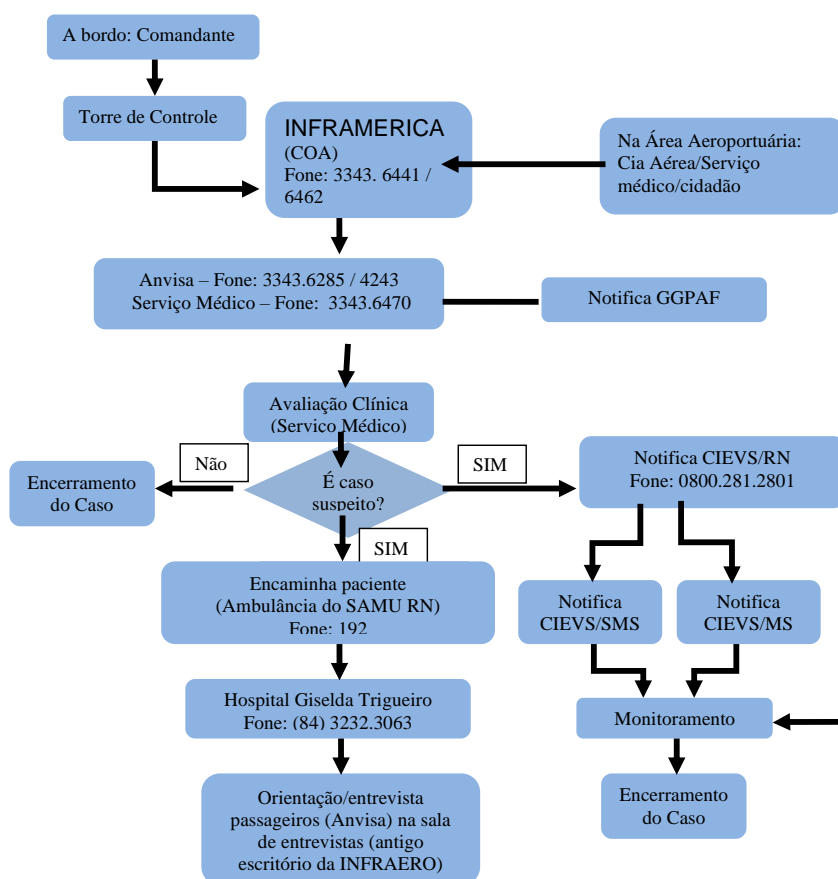 A bordo: Comandante
Torre de Controle
INFRAMERICA
(COA)
Fone: 3343. 6441 /
6462
Na Área Aeroportuária:
Cia Aérea/Serviço
médico/cidadão
Anvisa – Fone: 3343.6285 / 4243
Serviço Médico – Fone: 3343.6470
Notifica GGPAF
Avaliação Clínica
(Servico Médico)
Não
É caso
suspeito?
SIM
Encerramento
do Caso
Notifica CIEVS/RN
Fone: 0800.281.2801
SIM
Encaminha paciente
(Ambulância do SAMU RN)
Fone: 192
Notifica
CIEVS/SMS
Notifica
CIEVS/MS
Hospital Giselda Trigueiro
Fone: (84) 3232.3063
Monitoramento
Orientação/entrevista
passageiros (Anvisa) na sala
de entrevistas (antigo
escritório da INFRAERO)
Encerramento
do Caso